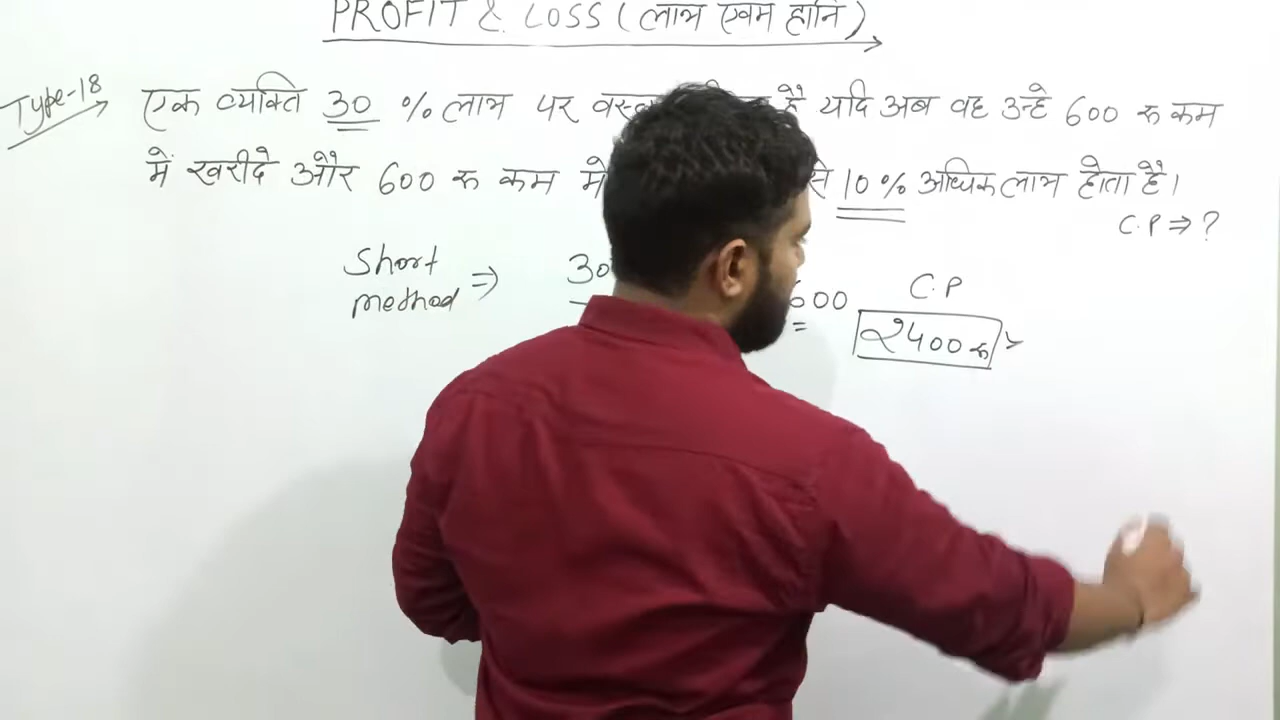 PROFIT & LOSS ( लाभ एवम हानि )
Type-18
एक व्यक्ति 30 % लाभ पर है यदि अब वह उन्हे 600 रु कम
में खरीदे और 600 रु कम में से 10 % अधिक लाभ होता है।
C.P ⇒ ?
Short method ⇒ 30 600 C.P
2400 रु